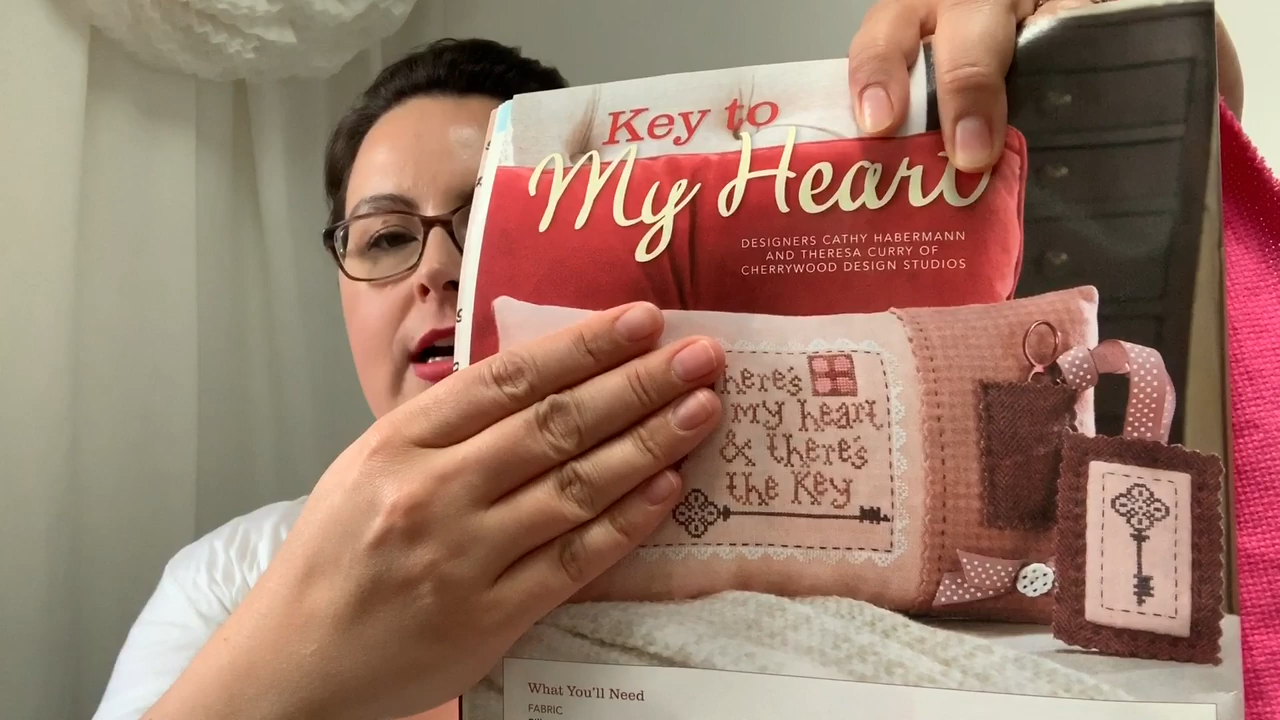 Key to
My Heart
DESIGNERS CATHY HABERMANN
AND THERESA CURRY OF
CHERRYWOOD DESIGN STUDIOS
here's
my heart
& there's
the Key
What You'll Need
FABRIC